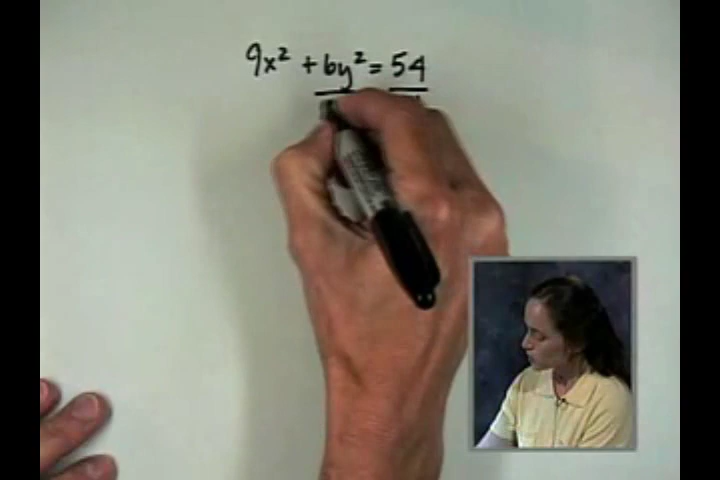 9x² + 6y² = 54